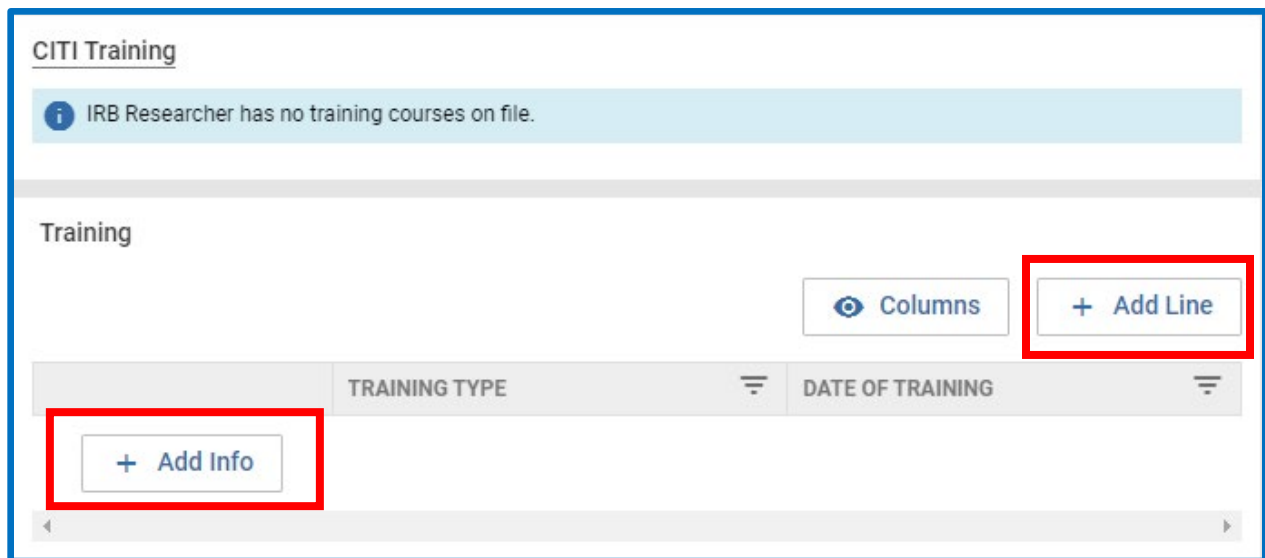 CITI Training
IRB Researcher has no training courses on file.
Training
Columns
+ Add Line
TRAINING TYPE
DATE OF TRAINING
+ Add Info